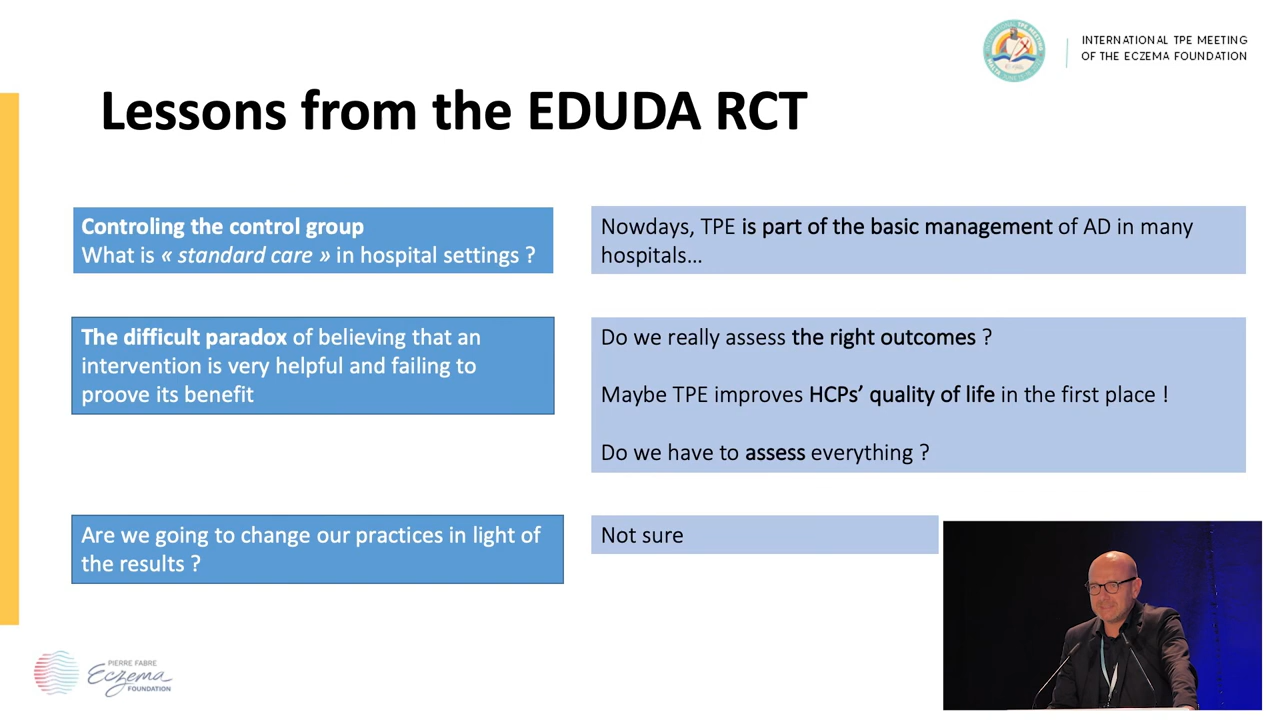 INTERNATIONAL TPE MEETING
OF THE ECZEMA FOUNDATION
Lessons from the EDUDA RCT
Controling the control group
What is « standard care » in hospital settings ?
Nowdays, TPE is part of the basic management of AD in many
hospitals...
The difficult paradox of believing that an
intervention is very helpful and failing to
proove its benefit
Do we really assess the right outcomes ?
Maybe TPE improves HCPs’ quality of life in the first place !
Do we have to assess everything ?
Are we going to change our practices in light of
the results ?
Not sure
PIERRE FABRE
Eczema
FOUNDATION